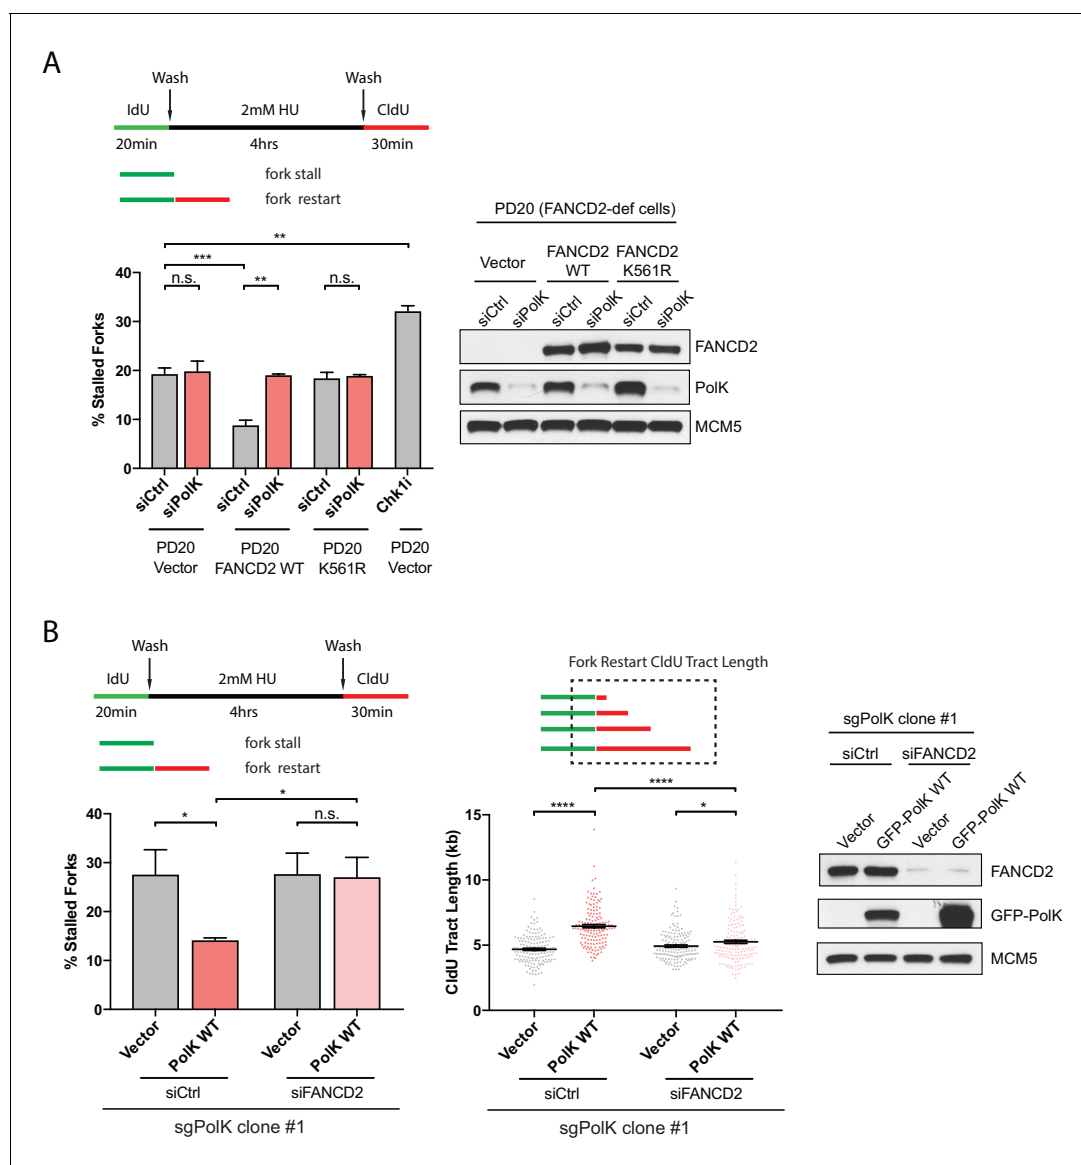 A
Wash
Wash
IdU
2mM HU
CldU
20min
4hrs
30min
fork stall
fork restart
**
***
n.s.
**
n.s.
40
30
20
10
0
% Stalled Forks
siCtrl
siPolK
siCtrl
siPolK
siCtrl
siPolK
Chk1i
PD20
Vector
PD20
FANCD2 WT
PD20
K561R
PD20
Vector
PD20 (FANCD2-def cells)
Vector
FANCD2
WT
FANCD2
K561R
siCtrl
siPolK
siCtrl
siPolK
siCtrl
siPolK
FANCD2
PolK
MCM5
B
Wash
Wash
IdU
2mM HU
CldU
20min
4hrs
30min
fork stall
fork restart
*
*
n.s.
40
30
20
10
0
% Stalled Forks
Vector
PolK WT
Vector
PolK WT
siCtrl
siFANCD2
sgPolK clone #1
Fork Restart CldU Tract Length
****
****
*
15
10
5
0
CldU Tract Length (kb)
Vector
PolK WT
Vector
PolK WT
siCtrl
siFANCD2
sgPolK clone #1
sgPolK clone #1
siCtrl
siFANCD2
Vector
GFP-PolK WT
Vector
GFP-PolK WT
FANCD2
GFP-PolK
MCM5